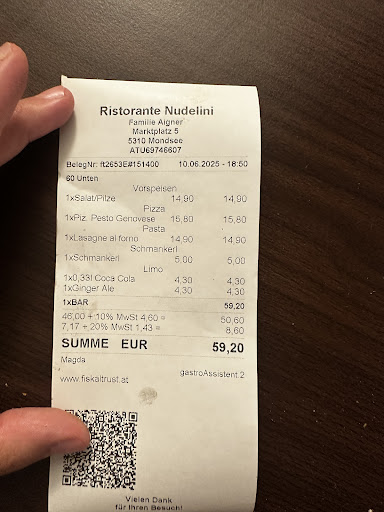 Ristorante Nudelini
Familie Aigner
Marktplatz 5
5310 Mondsee
ATU69746607
BelegNr: ft2653E#151400 10.06.2025 - 18:50
60 Unten
Vorspeisen
1xSalat/Pilze 14,90 14,90
Pizza
1xPiz. Pesto Genovese 15,80 15,80
Pasta
1xLasagne al forno 14,90 14,90
Schmankerl
1xSchmankerl 5,00 5,00
Limo
1x0,33l Coca Cola 4,30 4,30
1xGinger Ale 4,30 4,30
1xBAR 59,20
46,00 + 10% MwSt 4,60 = 50,60
7,17 + 20% MwSt 1,43 = 8,60
SUMME EUR 59,20
Magda
gastroAssistent.2
www.fiskaltrust.at
Vielen Dank
für Ihren Besuch!